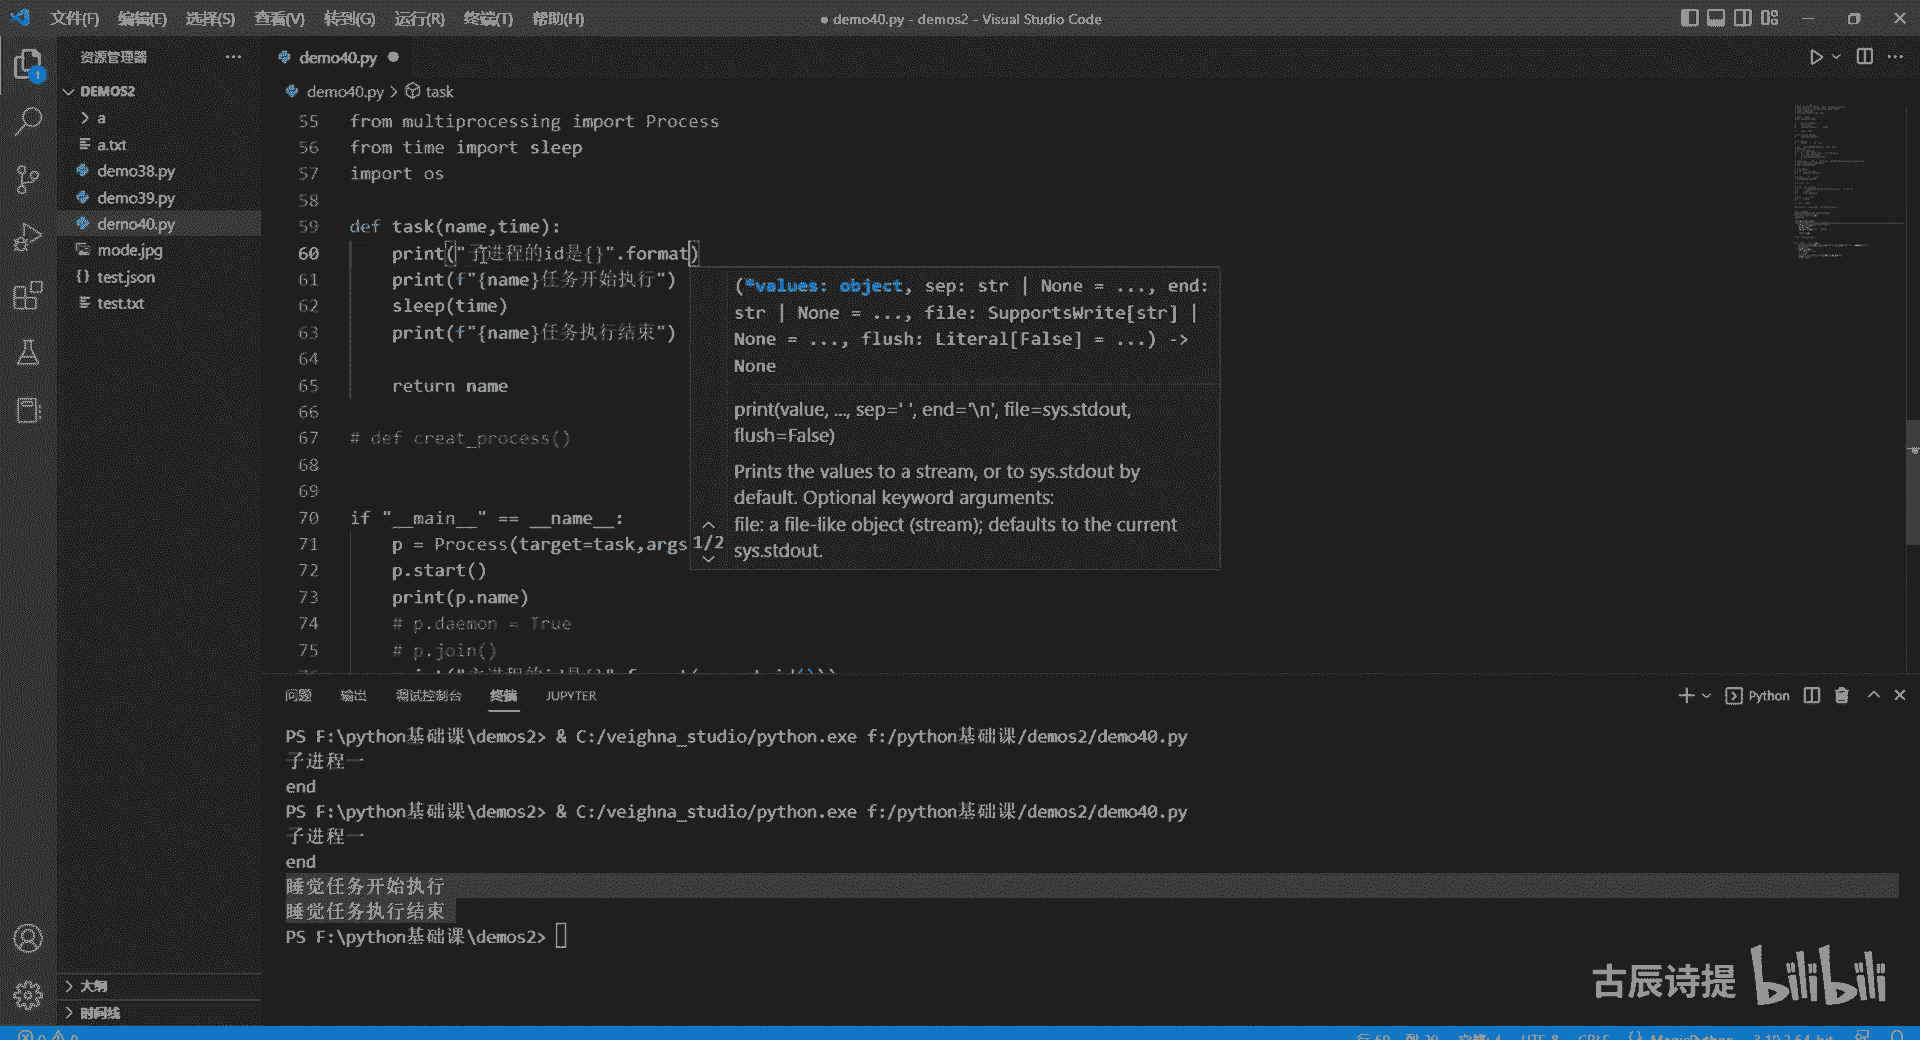 文件(F) 编辑(E) 选择(S) 查看(V) 转到(G) 运行(R) 终端(T) 帮助(H)
● demo40.py - demos2 - Visual Studio Code
资源管理器
DEMOS2
a
a.txt
demo38.py
demo39.py
demo40.py
mode.jpg
test.json
test.txt
大纲
时间线
1
demo40.py
demo40.py > task
55 from multiprocessing import Process
56 from time import sleep
57 import os
58
59 def task(name,time):
60 print("子进程的id是{}".format)
61 print(f"{name}任务开始执行")
62 sleep(time)
63 print(f"{name}任务执行结束")
64
65 return name
66
67 # def creat_process()
68
69
70 if "__main__" == __name__:
71 p = Process(target=task,args
72 p.start()
73 print(p.name)
74 # p.daemon = True
75 # p.join()
(*values: object, sep: str | None = ..., end:
str | None = ..., file: SupportsWrite[str] |
None = ..., flush: Literal[False] = ...) ->
None
print(value, ..., sep=' ', end='\n', file=sys.stdout,
flush=False)
Prints the values to a stream, or to sys.stdout by
default. Optional keyword arguments:
file: a file-like object (stream); defaults to the current
sys.stdout.
1/2
问题 输出 调试控制台 终端 JUPYTER
Python
PS F:\python基础课\demos2> & C:/veighna_studio/python.exe f:/python基础课/demos2/demo40.py
子进程一
end
PS F:\python基础课\demos2> & C:/veighna_studio/python.exe f:/python基础课/demos2/demo40.py
子进程一
end
睡觉任务开始执行
睡觉任务执行结束
PS F:\python基础课\demos2>
古辰诗提 bilibili